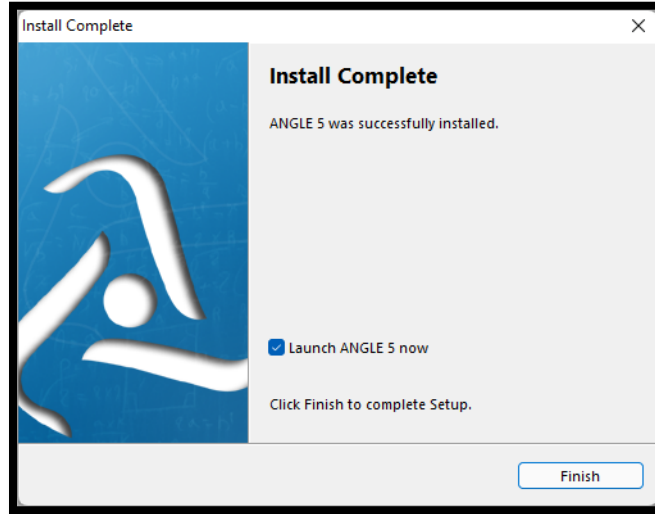 Install Complete
Install Complete
ANGLE 5 was successfully installed.
Launch ANGLE 5 now
Click Finish to complete Setup.
Finish